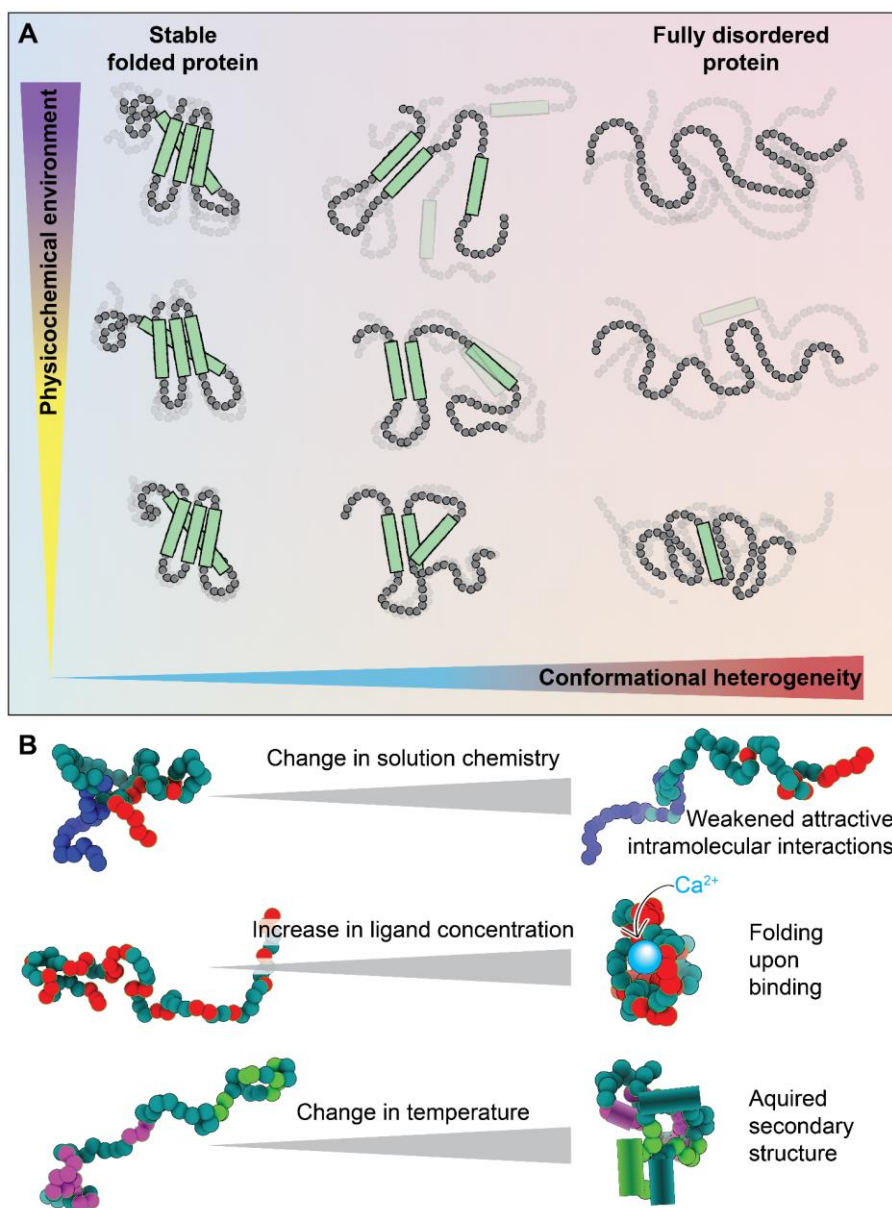 A
Stable
folded protein
Fully disordered
protein
Physicochemical environment
Conformational heterogeneity
B
Change in solution chemistry
Weakened attractive
intramolecular interactions
Increase in ligand concentration
Ca²⁺
Folding
upon
binding
Change in temperature
Aquired
secondary
structure